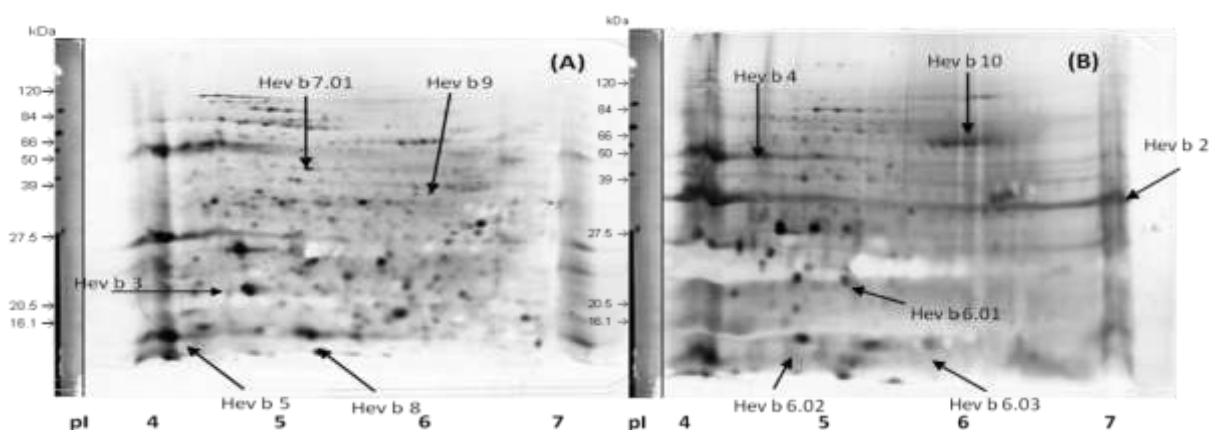 kDa
120
84
66
50
39
27.5
20.5
16.1
(A)
Hev b 7.01
Hev b 9
Hev b 3
Hev b 5
Hev b 8
pI 4 5 6 7
kDa
120
84
66
50
39
27.5
20.5
16.1
(B)
Hev b 4
Hev b 10
Hev b 2
Hev b 6.01
Hev b 6.02
Hev b 6.03
pI 4 5 6 7